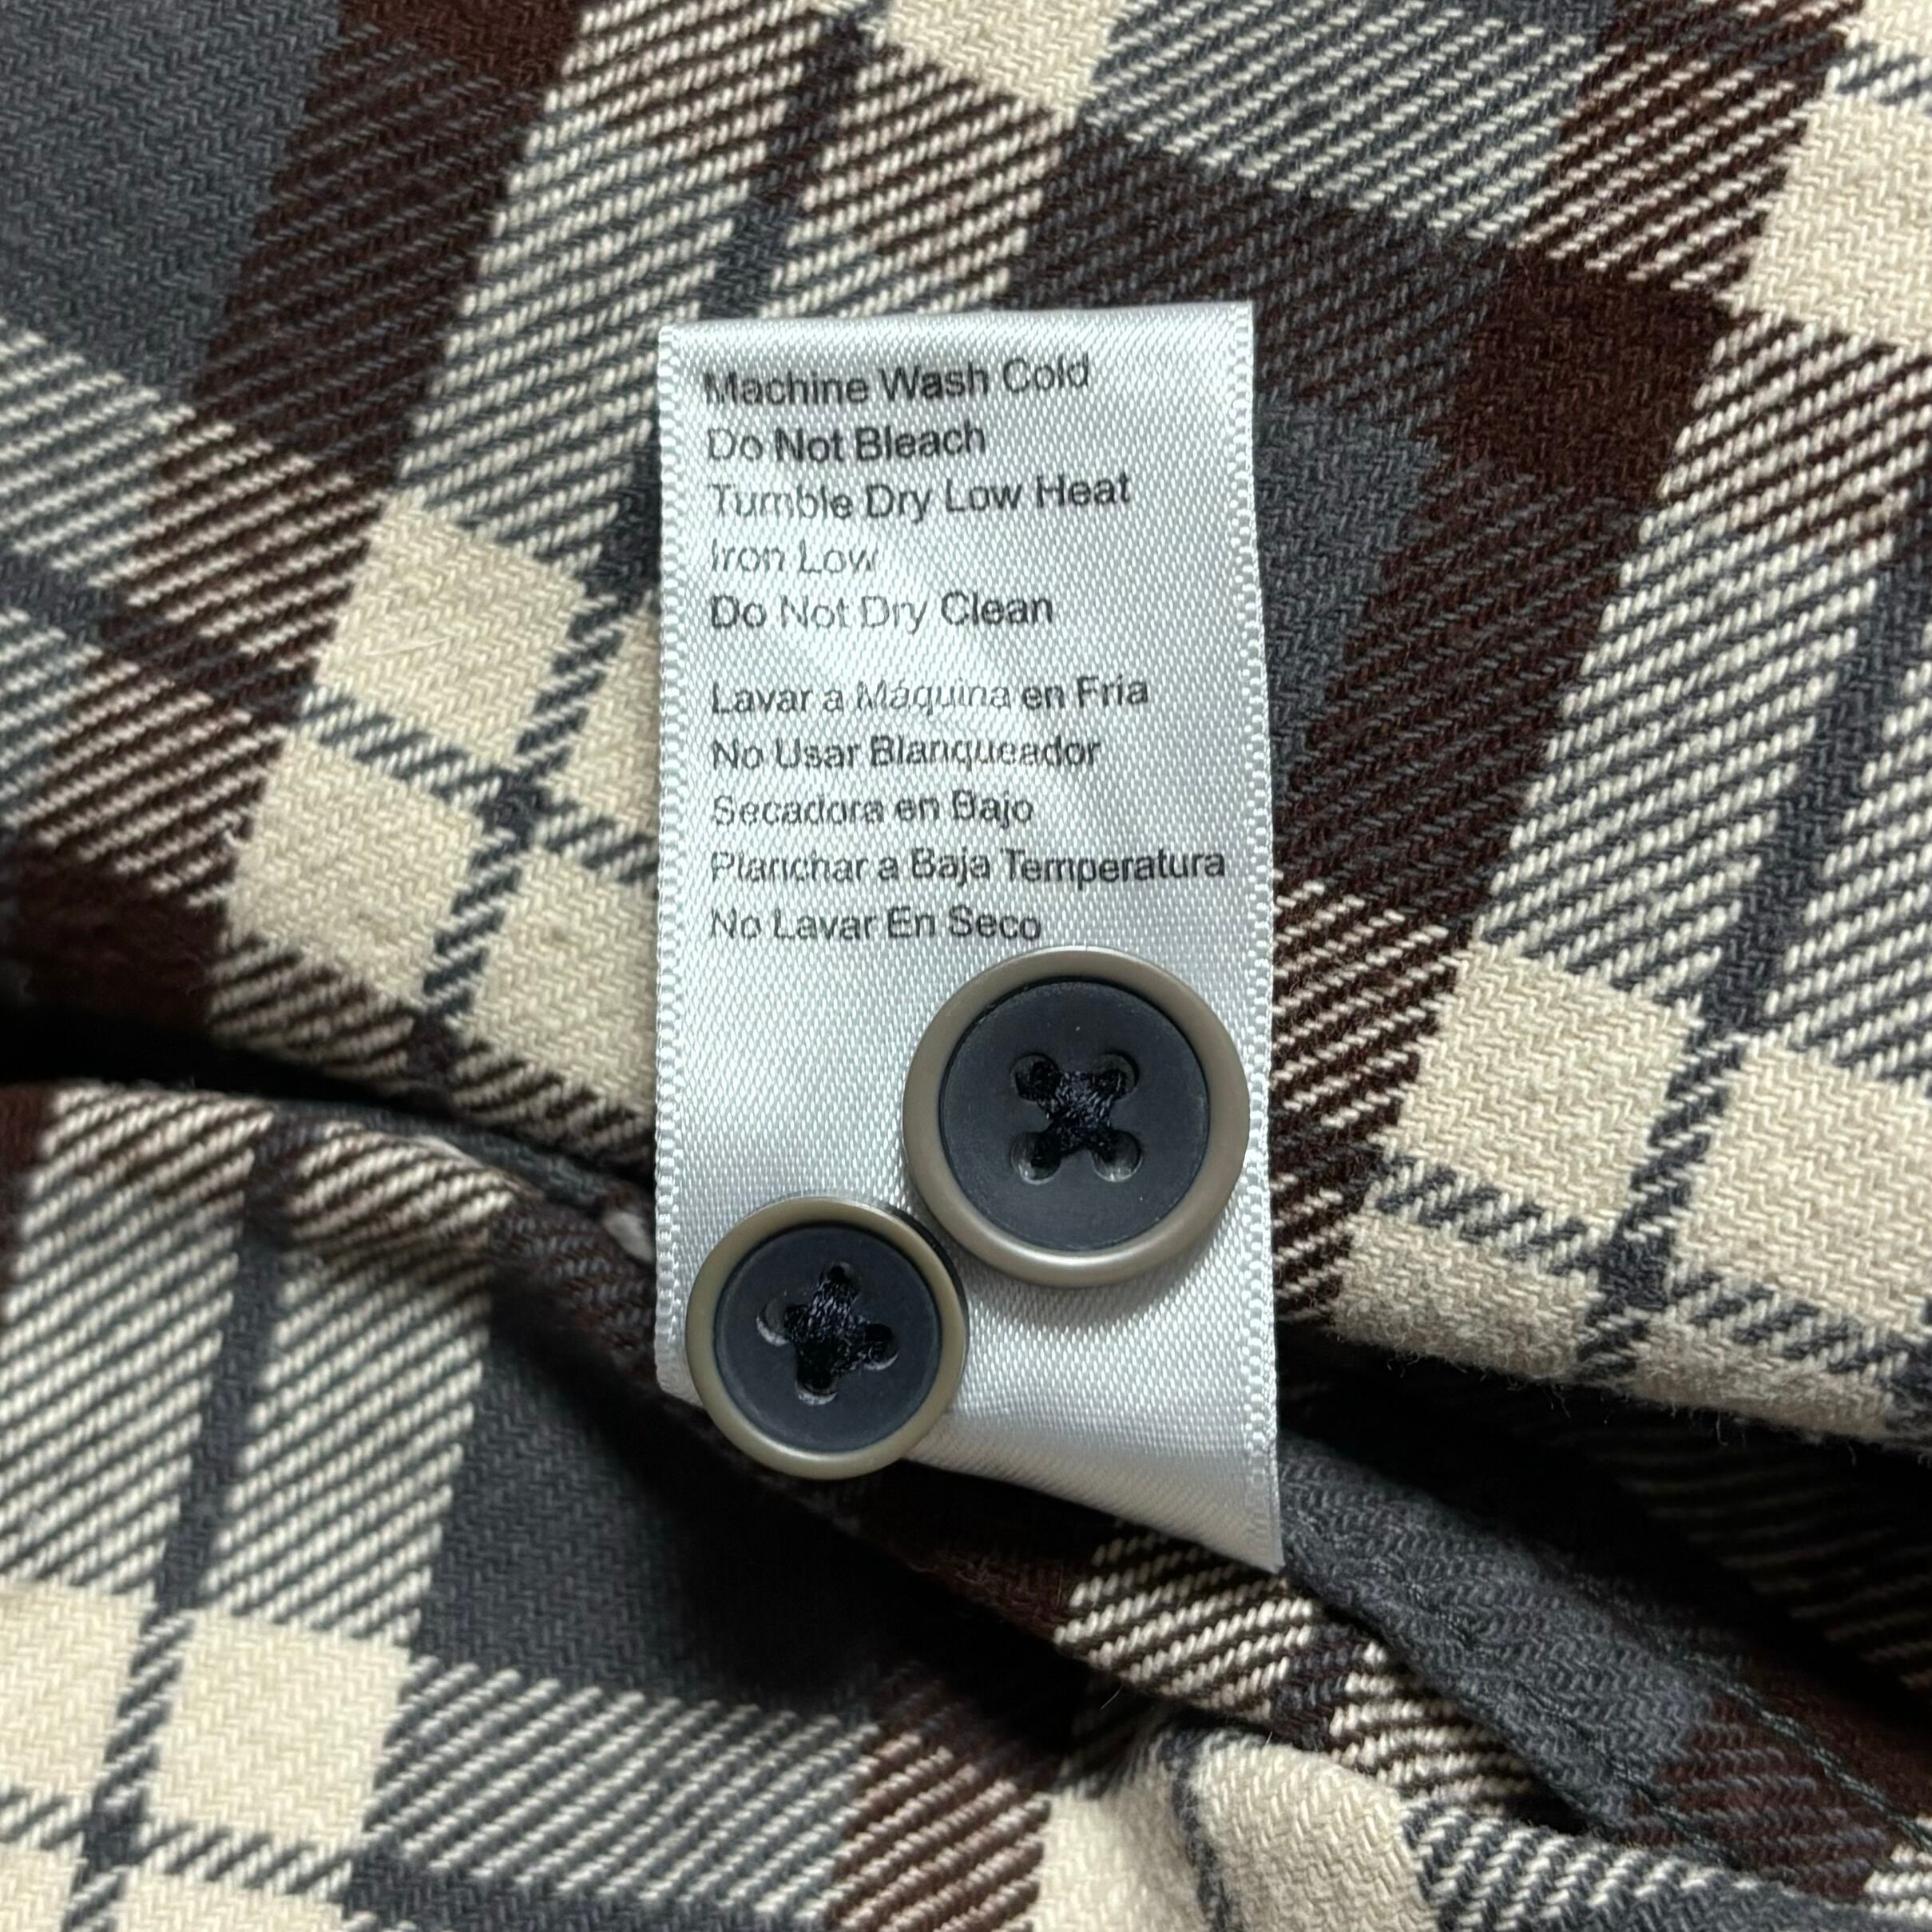 Machine Wash Cold
Do Not Bleach
Tumble Dry Low Heat
Iron Low
Do Not Dry Clean
Lavar a Máquina en Fría
No Usar Blanqueador
Secadora en Bajo
Planchar a Baja Temperatura
No Lavar En Seco